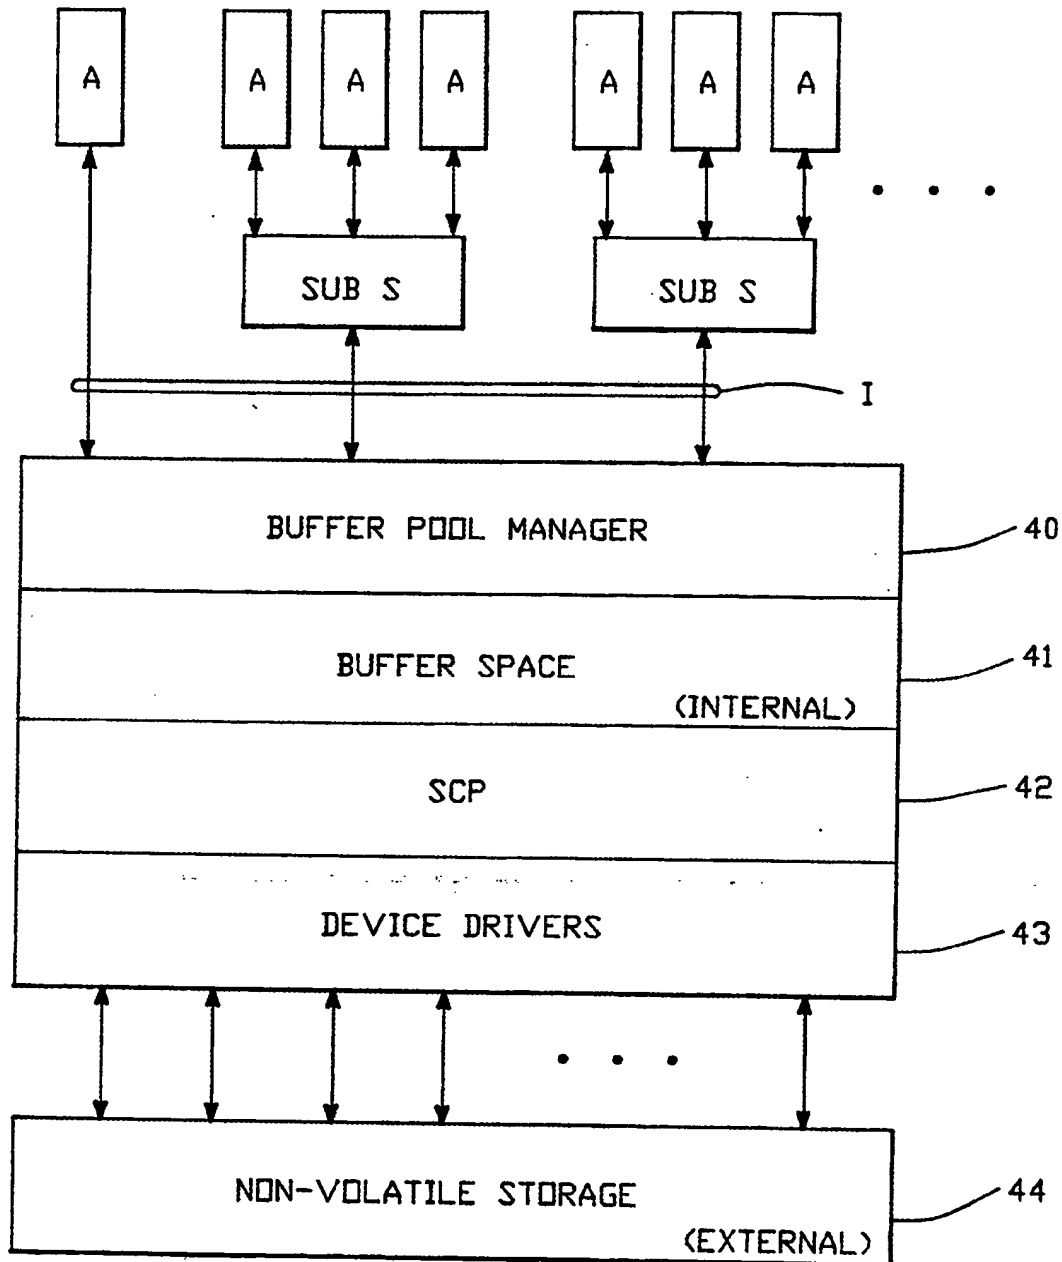 A A A A A A A
SUB S SUB S
I
BUFFER POOL MANAGER
40
BUFFER SPACE
41
(INTERNAL)
SCP
42
DEVICE DRIVERS
43
NON-VOLATILE STORAGE
44
(EXTERNAL)